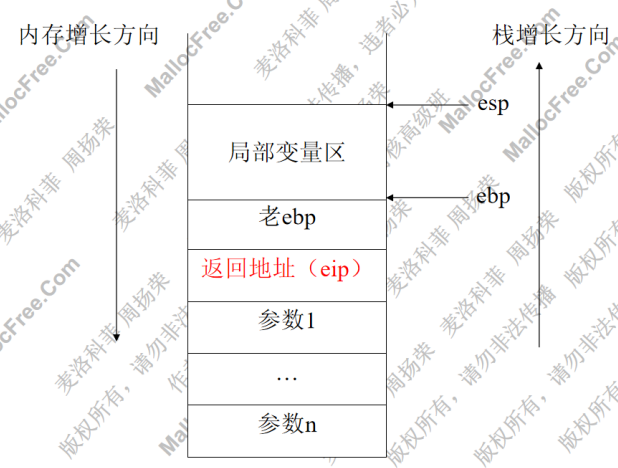 内存增长方向
栈增长方向
esp
局部变量区
ebp
老ebp
返回地址（eip）
参数1
...
参数n
MallocFree.Com
麦洛科菲 周扬荣
版权所有，请勿非法传播